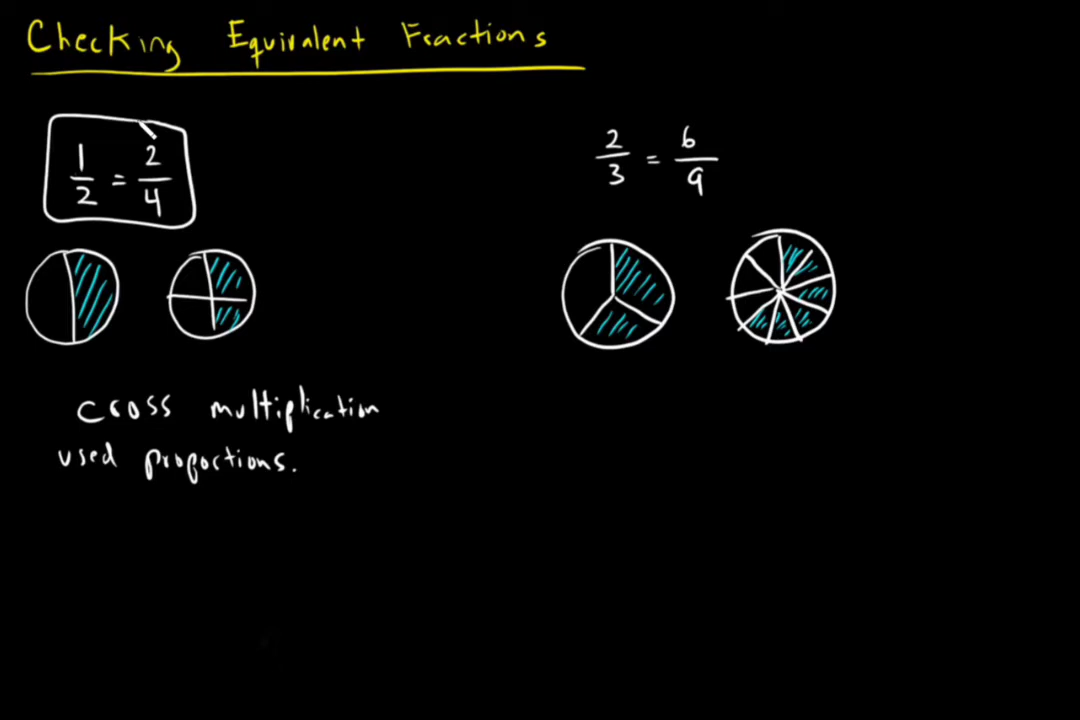 Checking Equivalent Fractions
1/2 = 2/4
2/3 = 6/9
cross multiplication
used proportions.